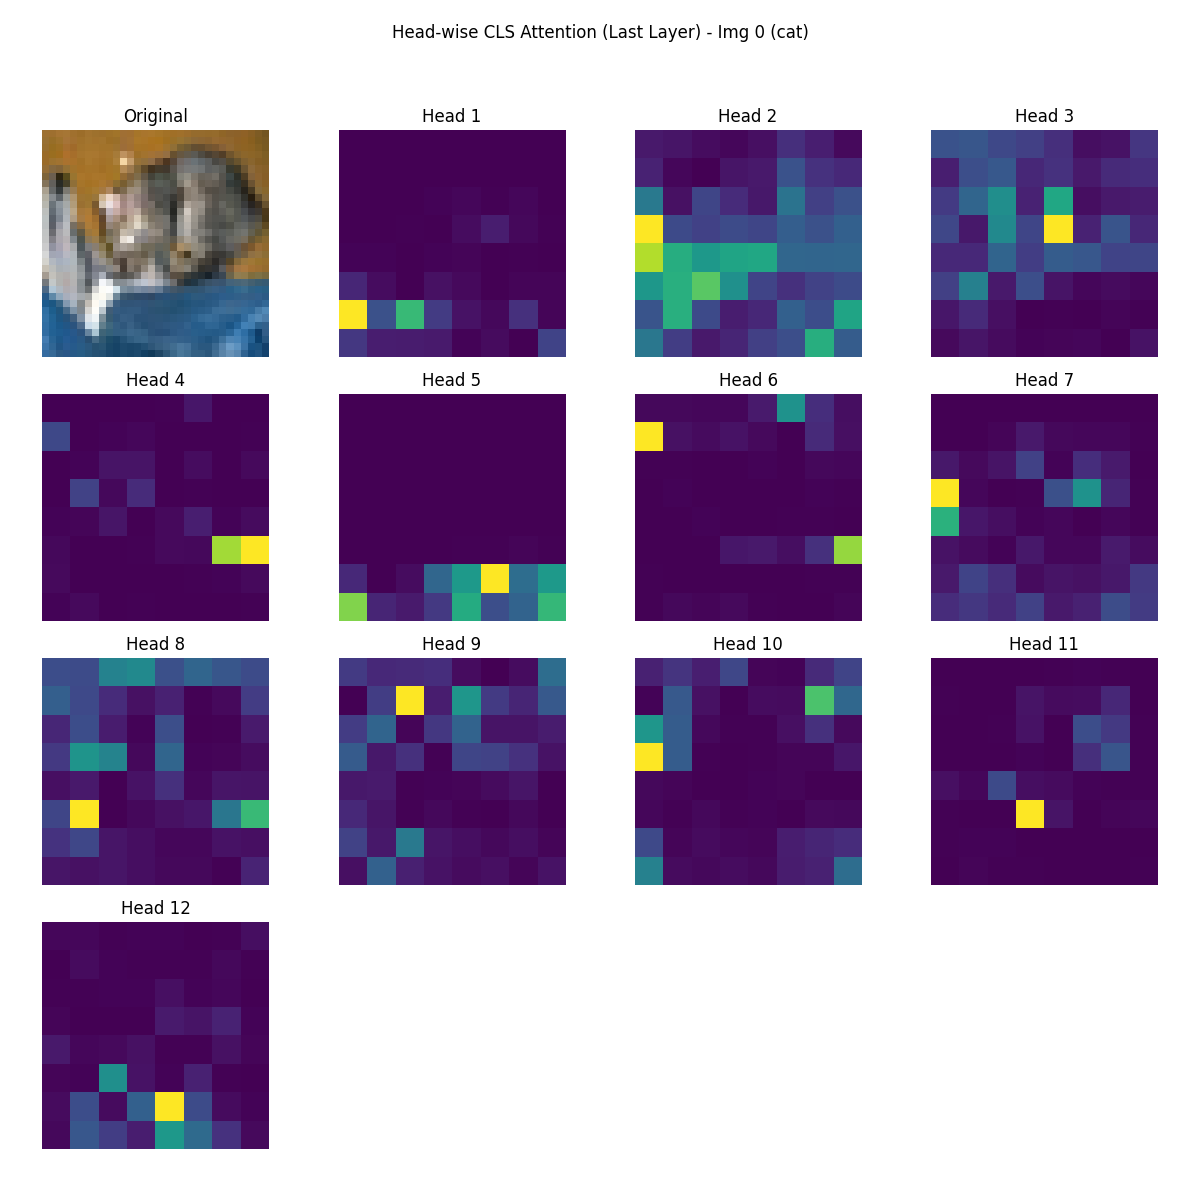 Head-wise CLS Attention (Last Layer) - Img 0 (cat)
Original
Head 1
Head 2
Head 3
Head 4
Head 5
Head 6
Head 7
Head 8
Head 9
Head 10
Head 11
Head 12